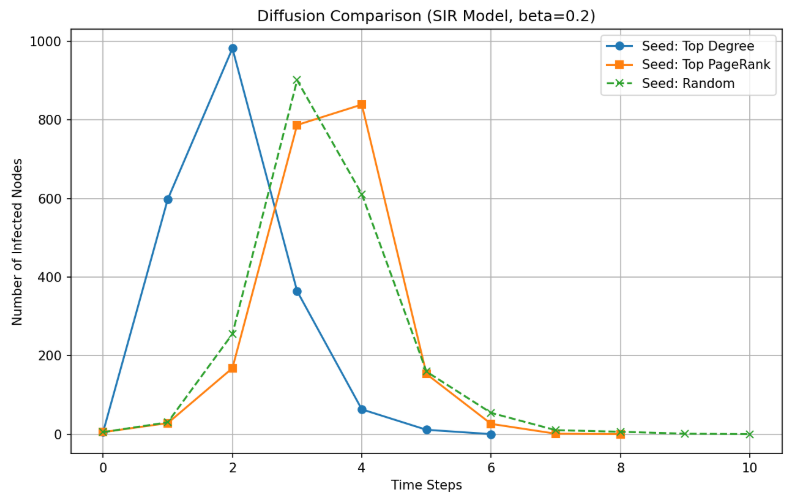 Diffusion Comparison (SIR Model, beta=0.2)
Seed: Top Degree
Seed: Top PageRank
Seed: Random
Number of Infected Nodes
1000
800
600
400
200
0
0 2 4 6 8 10
Time Steps